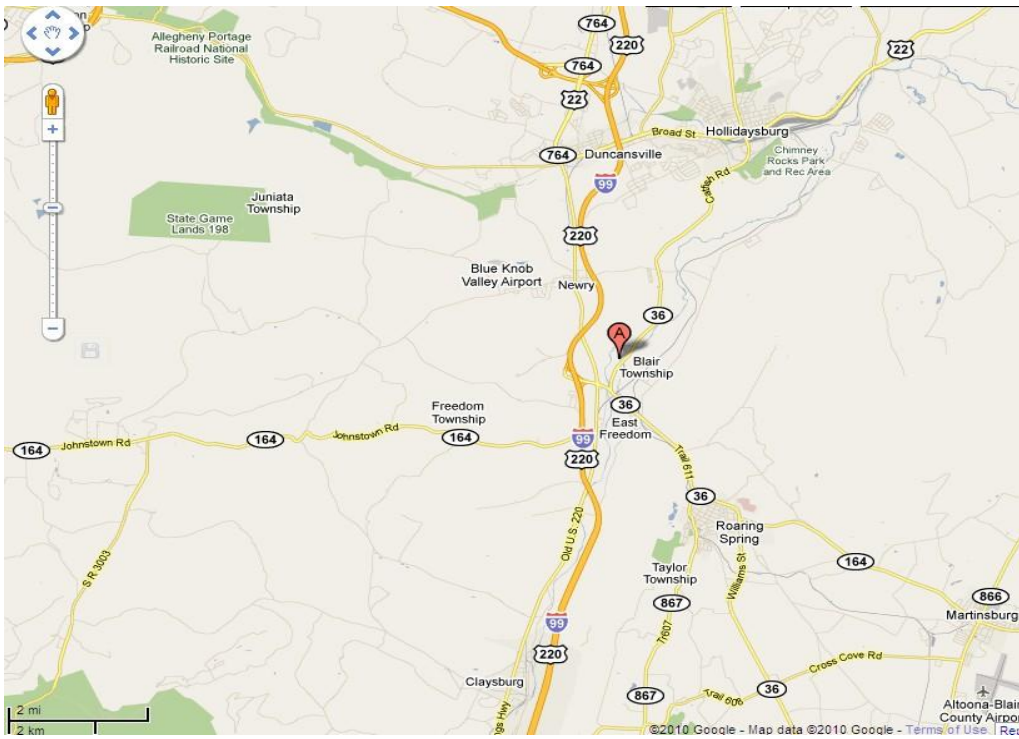 764
220
22
Allegheny Portage
Railroad National
Historic Site
764
22
Hollidaysburg
Broad St
764
Duncansville
Chimney
Rocks Park
and Rec Area
99
Catfish Rd
Juniata
Township
State Game
Lands 198
220
Blue Knob
Valley Airport
Newry
36
A
Blair
Township
Freedom
Township
36
East
Freedom
164
Johnstown Rd
164
Johnstown Rd
164
99
220
Trail 611
36
Roaring
Spring
Old U.S. 220
S R 3003
Williams St
164
Taylor
Township
867
866
Martinsburg
99
Tr607
220
Cross Cove Rd
Claysburg
867
Trail 606
36
Altoona-Blair
County Airpor
2 mi
2 km
ngs Hwy
©2010 Google - Map data ©2010 Google - Terms of Use